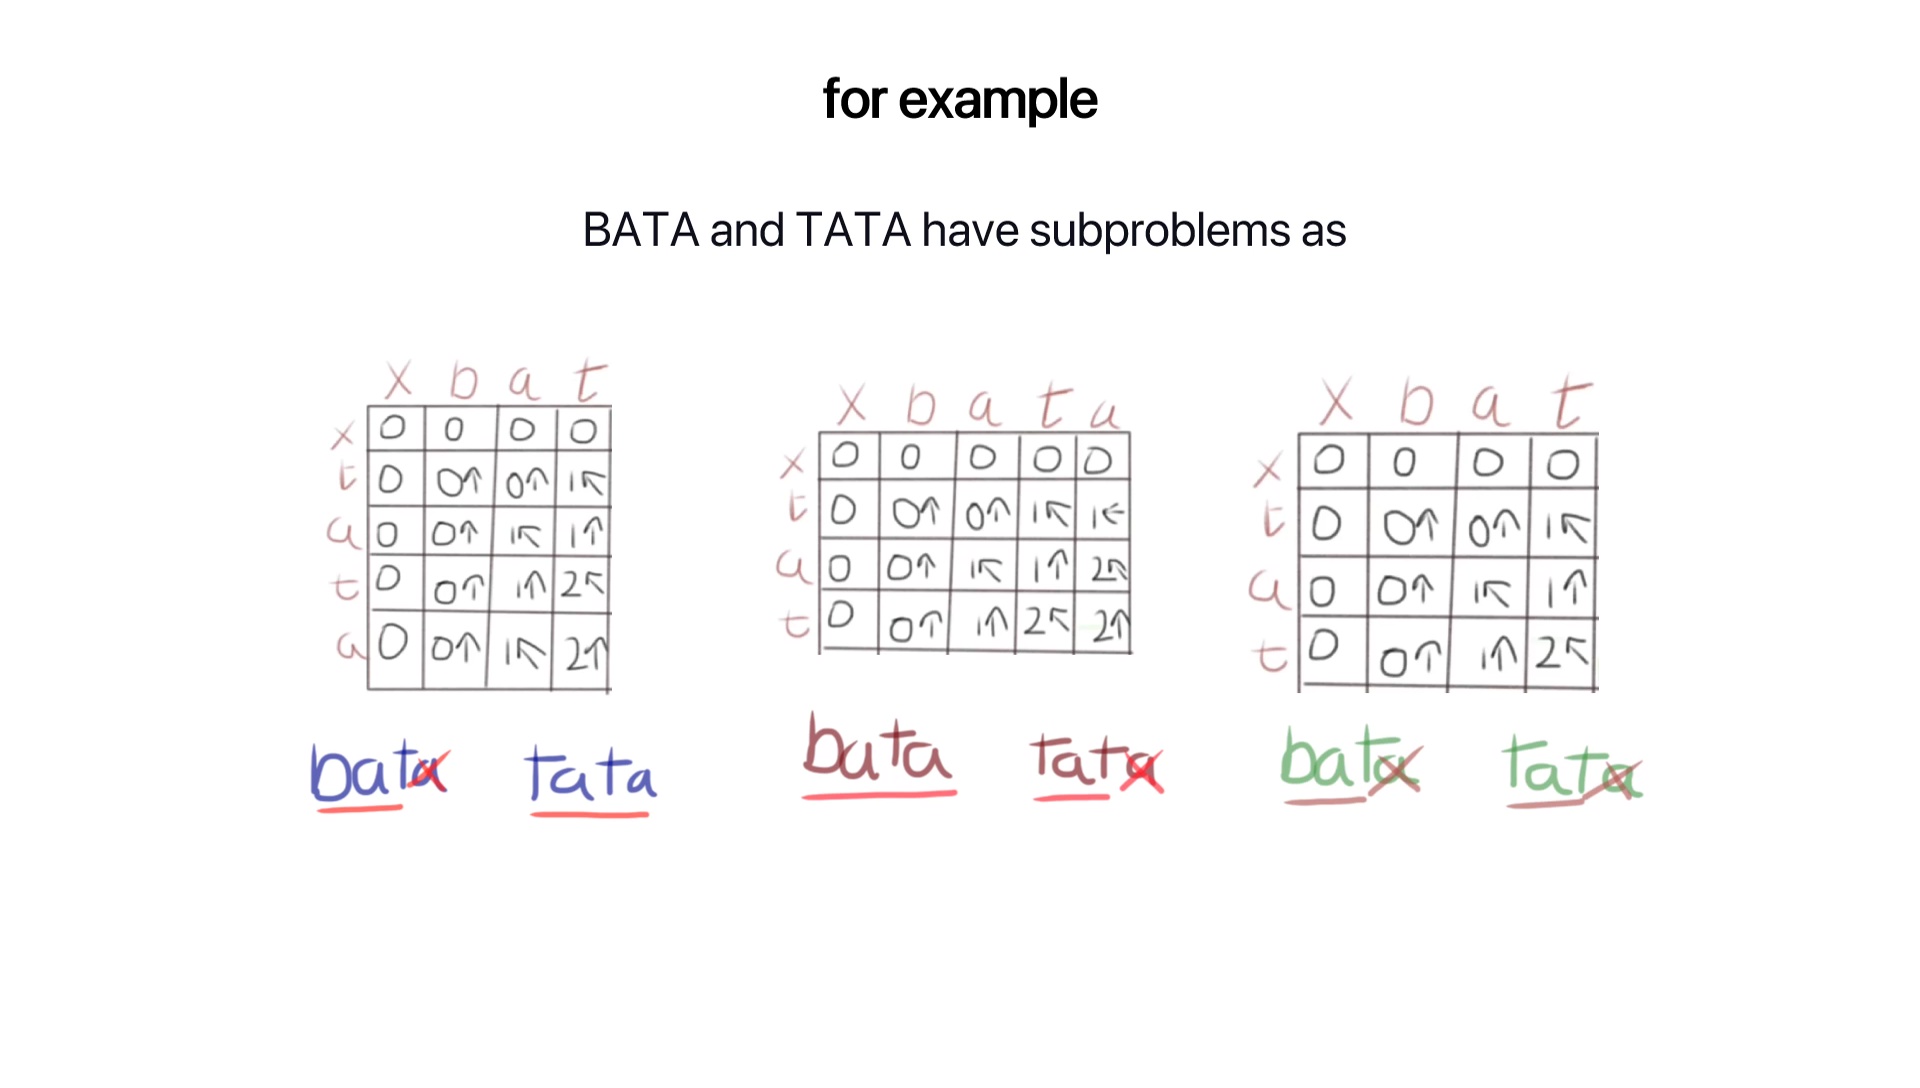 for example
BATA and TATA have subproblems as
x b a t
x 0 0 0 0
t 0 0↑ 0↑ 1↖
a 0 0↑ 1↖ 1↑
t 0 0↑ 1↑ 2↖
a 0 0↑ 1↖ 2↑
bata tata
x b a t a
x 0 0 0 0 0
t 0 0↑ 0↑ 1↖ 1←
a 0 0↑ 1↖ 1↑ 2↖
t 0 0↑ 1↑ 2↖ 2↑
bata tata
x b a t
x 0 0 0 0
t 0 0↑ 0↑ 1↖
a 0 0↑ 1↖ 1↑
t 0 0↑ 1↑ 2↖
bata tata